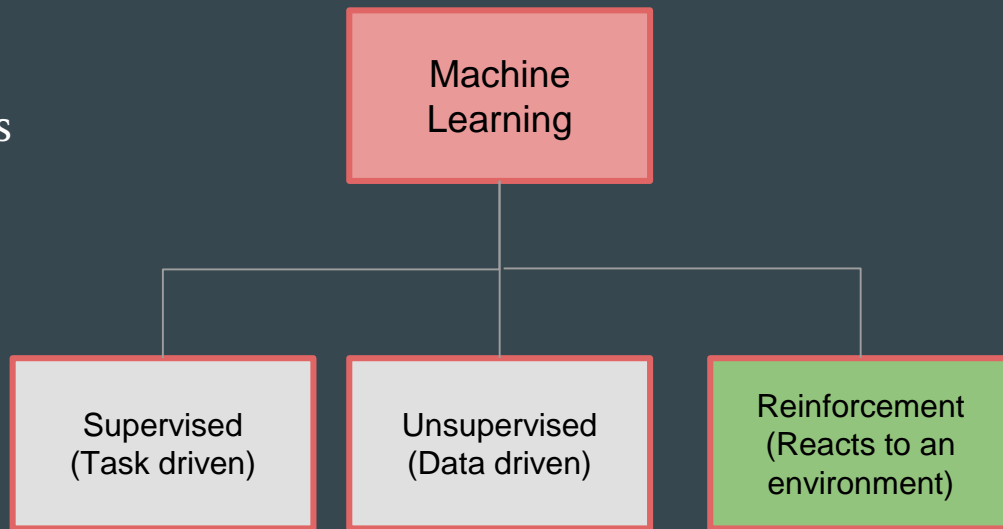 Machine
Learning
s
Supervised
(Task driven)
Unsupervised
(Data driven)
Reinforcement
(Reacts to an
environment)